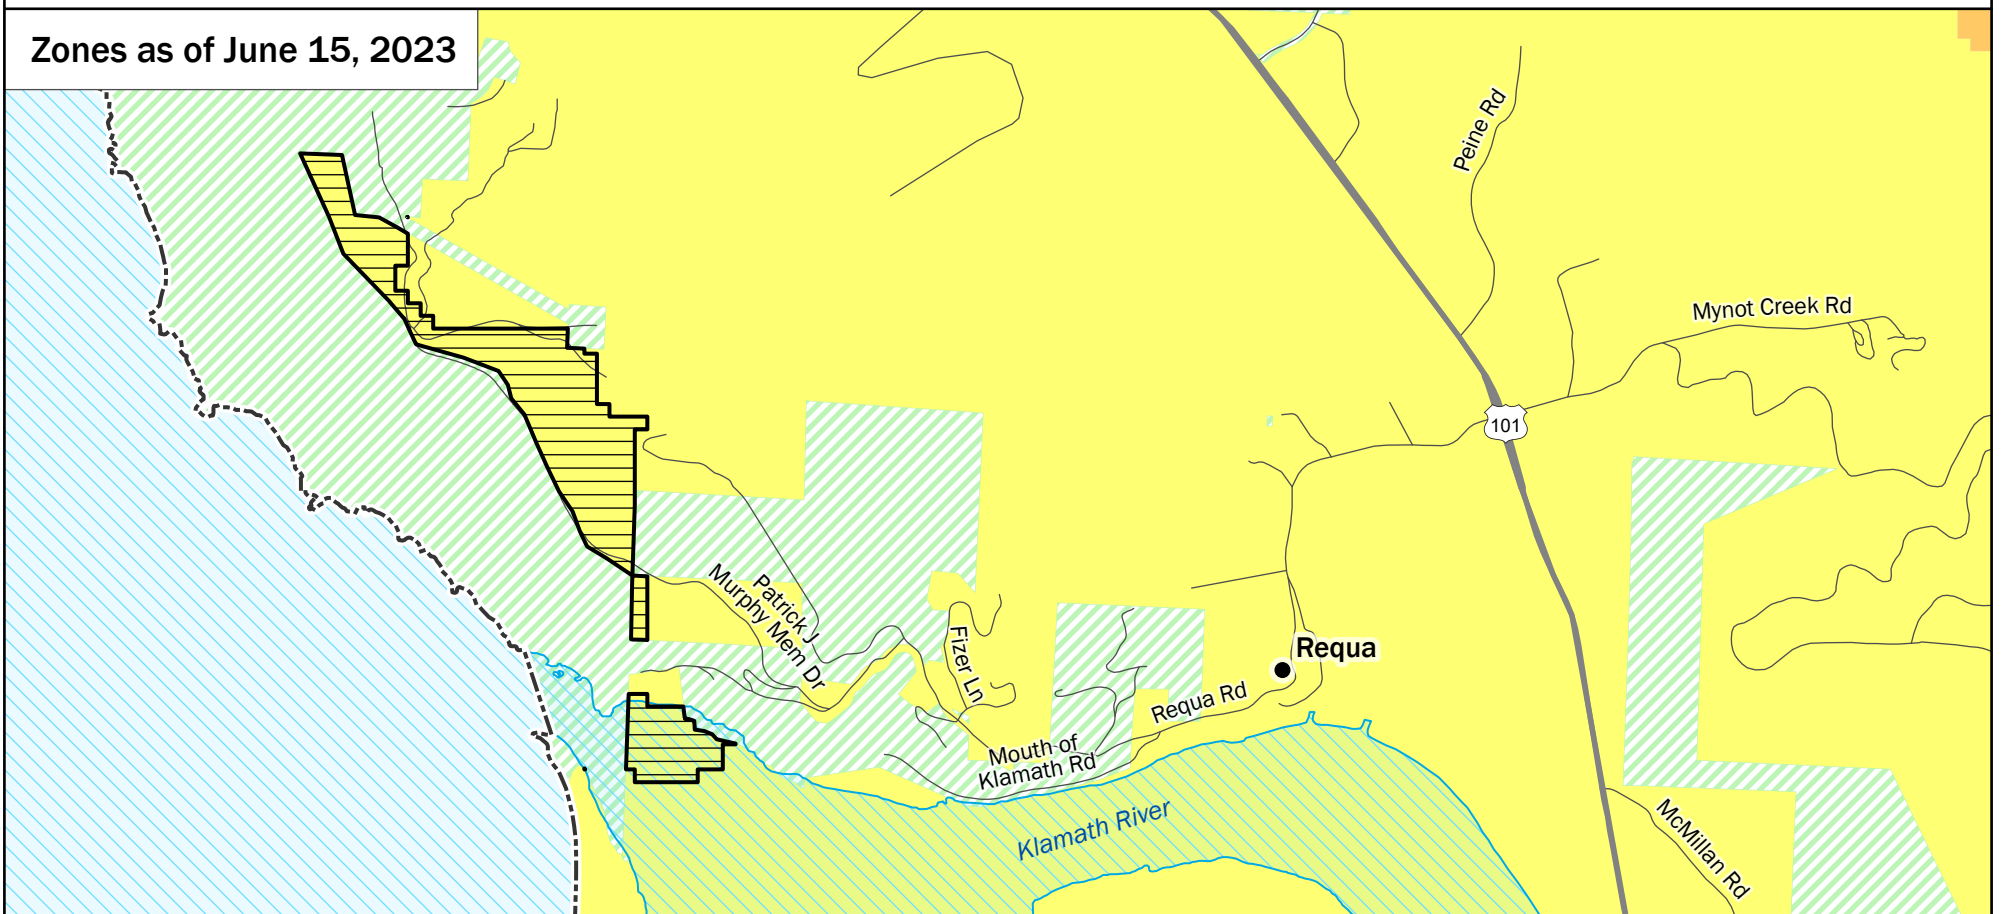 Zones as of June 15, 2023
Peine Rd
Mynot Creek Rd
101
Patrick J
Murphy Mem Dr
Fizer Ln
Requa
Requa Rd
Mouth of
Klamath Rd
Klamath River
McMillan Rd